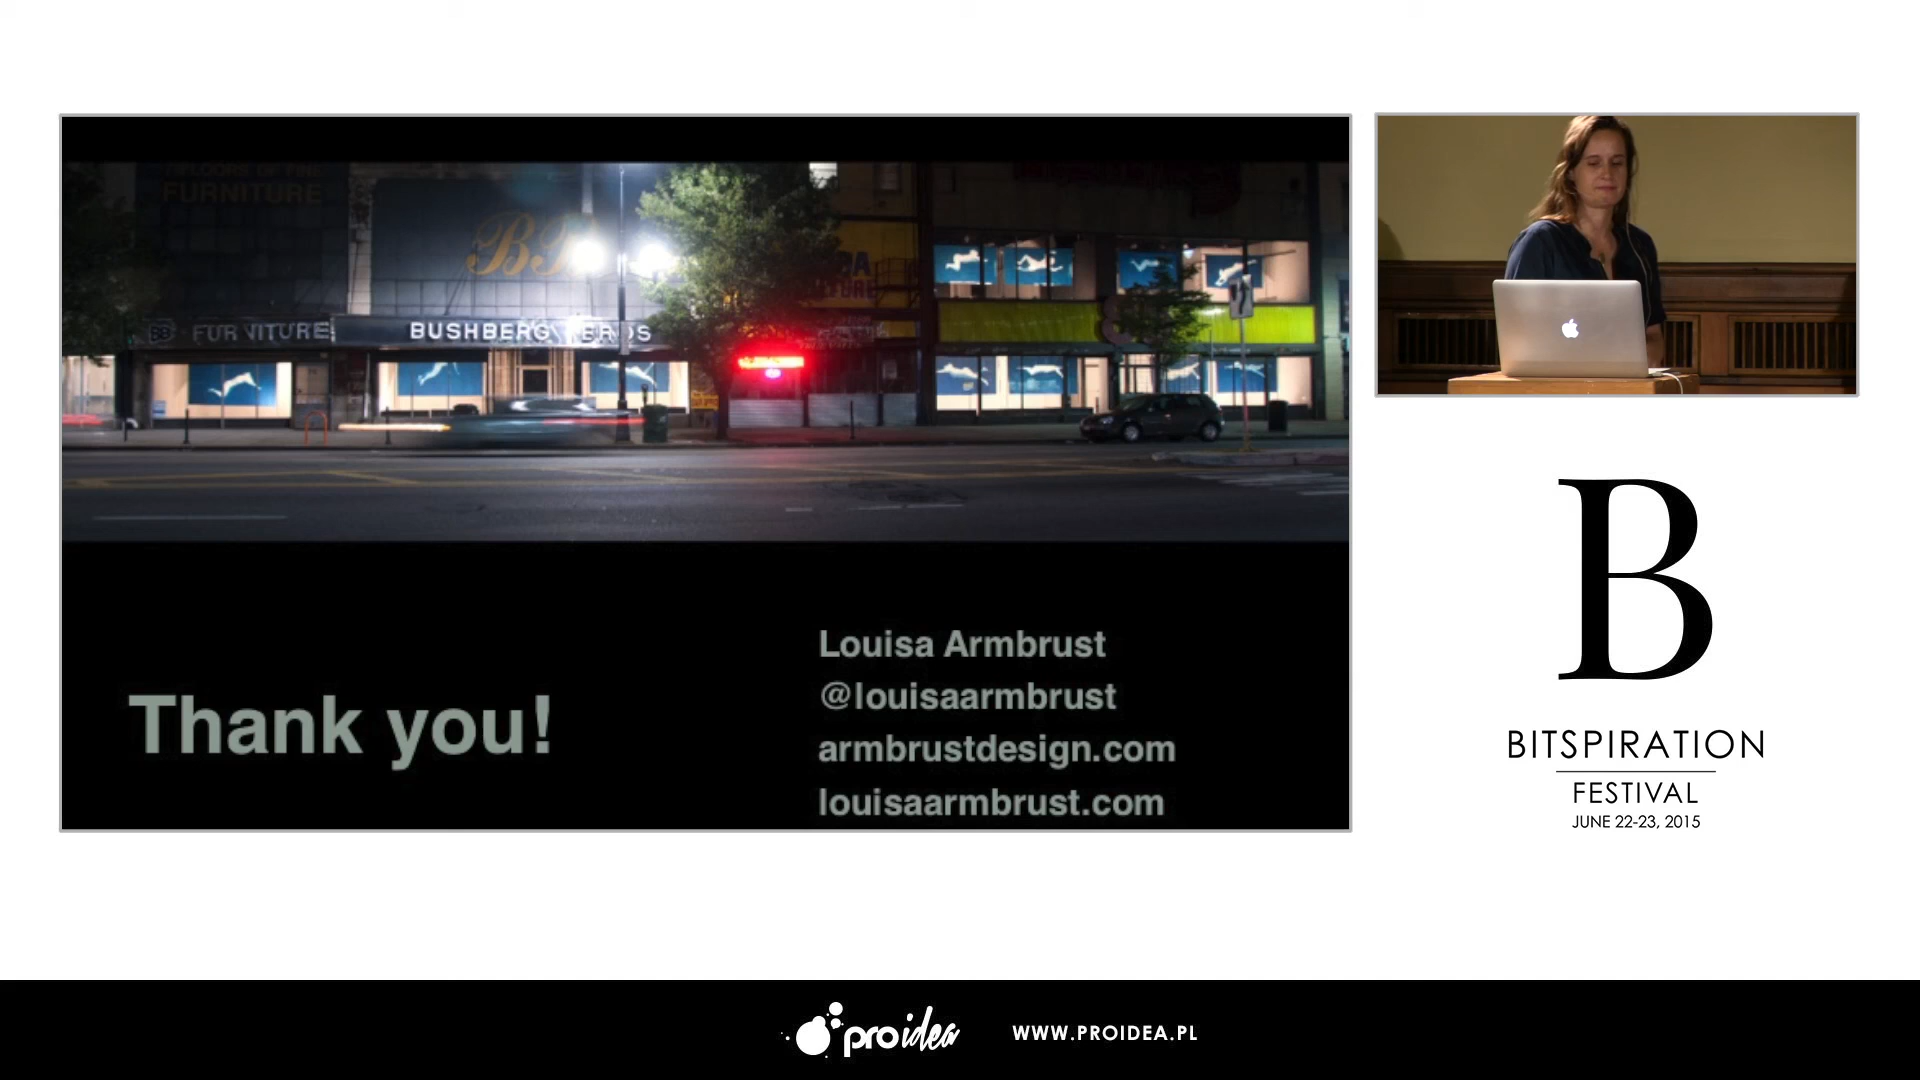 FURNITURE
BUSHBERG BROS
Thank you!
Louisa Armbrust
@louisaarmbrust
armbrustdesign.com
louisaarmbrust.com
B
BITSPIRATION
FESTIVAL
JUNE 22-23, 2015
proidea
WWW.PROIDEA.PL